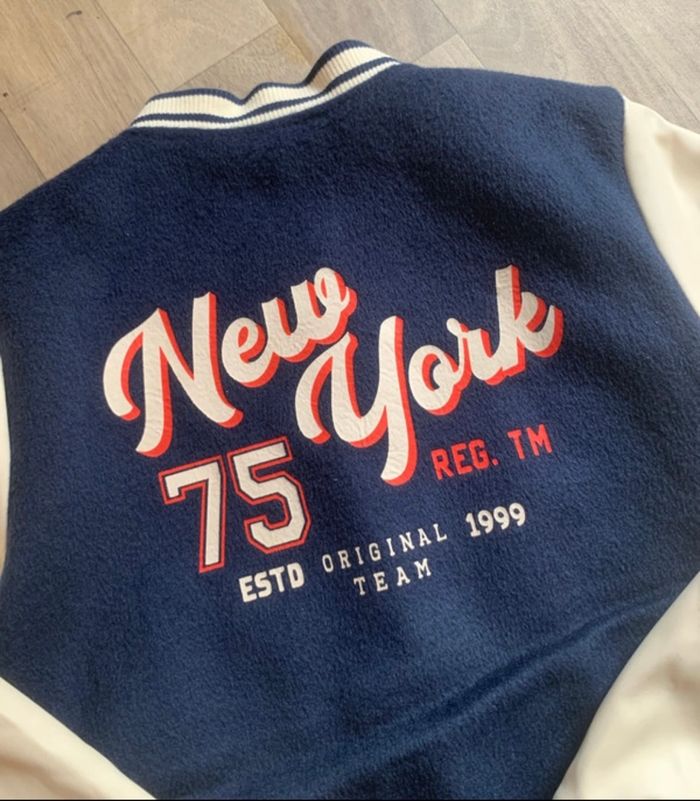 New
York
75
REG. TM
ESTD ORIGINAL 1999
TEAM